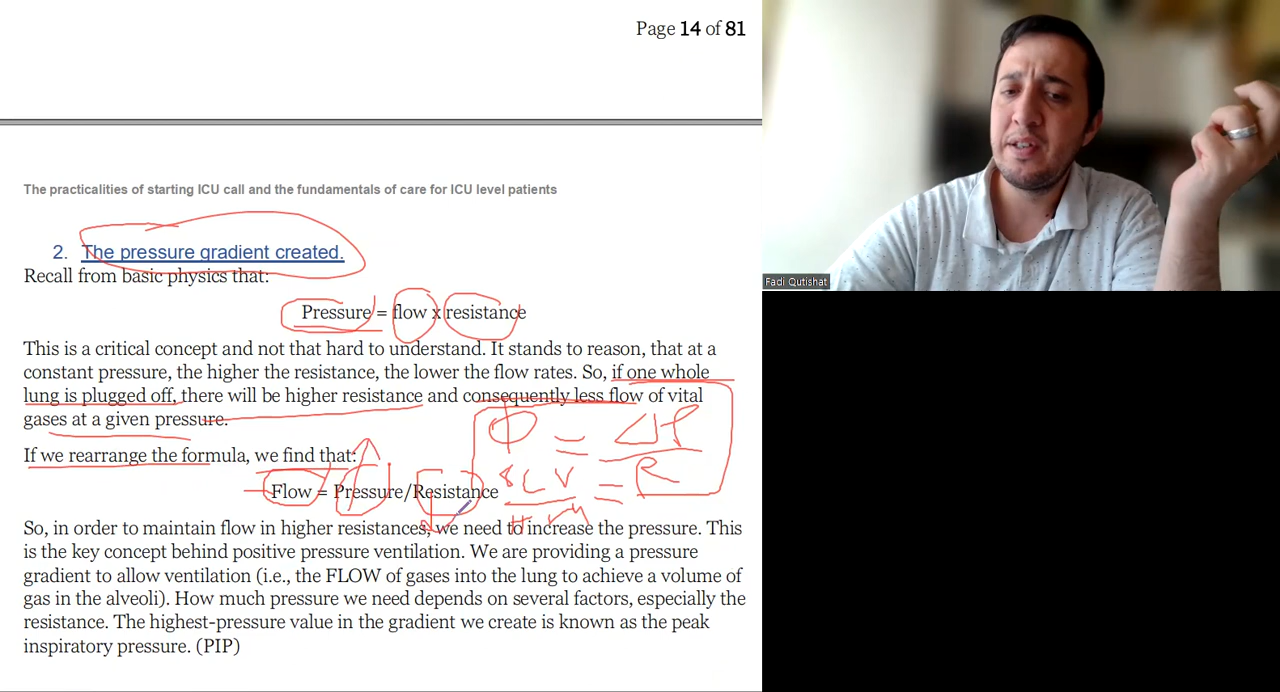 Page 14 of 81
The practicalities of starting ICU call and the fundamentals of care for ICU level patients
2. The pressure gradient created.
Recall from basic physics that:
Pressure = flow x resistance
This is a critical concept and not that hard to understand. It stands to reason, that at a
constant pressure, the higher the resistance, the lower the flow rates. So, if one whole
lung is plugged off, there will be higher resistance and consequently less flow of vital
gases at a given pressure.
If we rearrange the formula, we find that:
Flow = Pressure/Resistance
= ΔP
R
So, in order to maintain flow in higher resistances, we need to increase the pressure. This
is the key concept behind positive pressure ventilation. We are providing a pressure
gradient to allow ventilation (i.e., the FLOW of gases into the lung to achieve a volume of
gas in the alveoli). How much pressure we need depends on several factors, especially the
resistance. The highest-pressure value in the gradient we create is known as the peak
inspiratory pressure. (PIP)
Fadi Qutishat